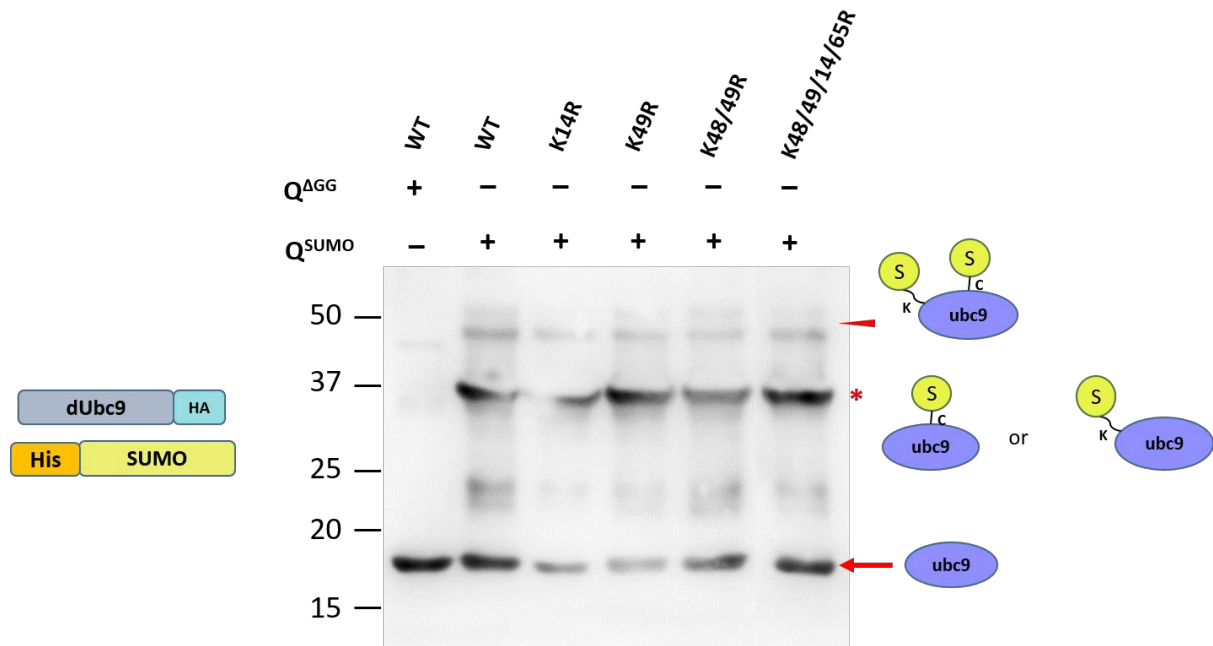 WT WT K14R K49R K48/49R K48/49/14/65R
QΔGG + − − − − −
QSUMO − + + + + +
50
37
25
20
15
dUbc9 HA
His SUMO
S S
K C
ubc9
*
S S
C K
ubc9 or ubc9
ubc9